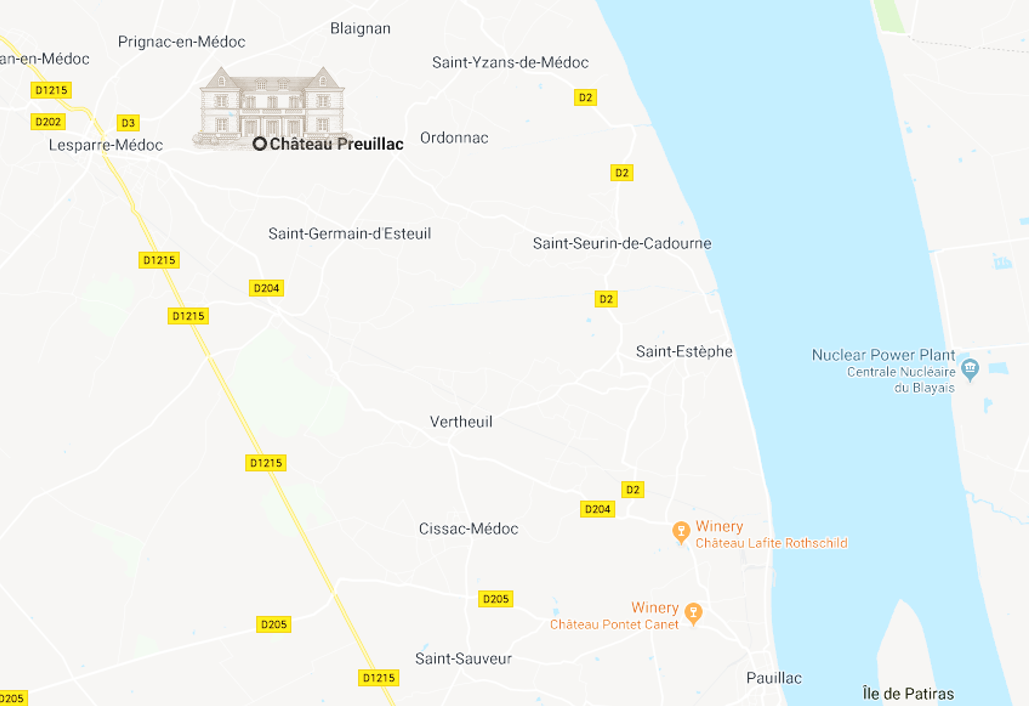 Blaignan
Prignac-en-Médoc
an-en-Médoc
Saint-Yzans-de-Médoc
D1215
D2
D202
D3
Lesparre-Médoc
Château Preuillac
Ordonnac
D2
Saint-Germain-d'Esteuil
Saint-Seurin-de-Cadourne
D1215
D204
D2
D1215
Saint-Estèphe
Nuclear Power Plant
Centrale Nucléaire
du Blayais
Vertheuil
D1215
D2
D204
Cissac-Médoc
Winery
Château Lafite Rothschild
D205
Winery
Château Pontet Canet
D205
Saint-Sauveur
D1215
Pauillac
Île de Patiras
D205